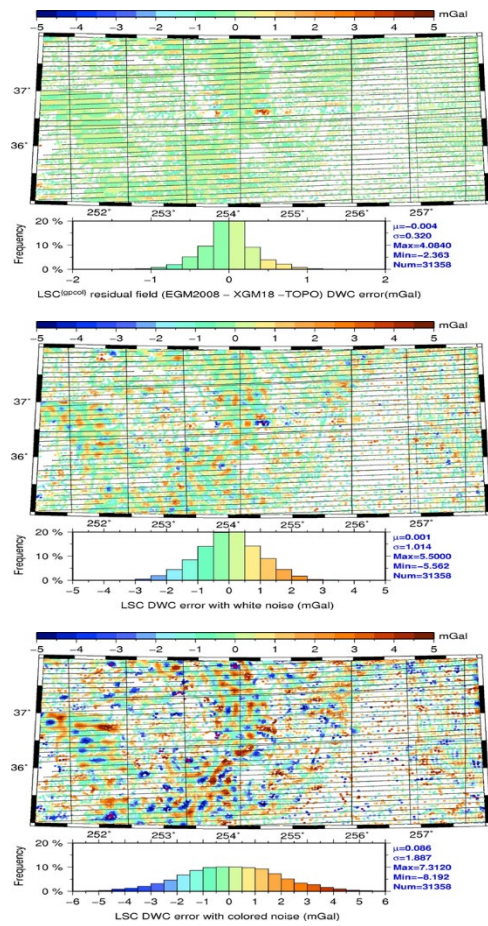 −5 −4 −3 −2 −1 0 1 2 3 4 5 mGal
37˚
36˚
252˚ 253˚ 254˚ 255˚ 256˚ 257˚
20 %
10 %
0 %
Frequency
−2 −1 0 1 2
μ=−0.004
σ=0.320
Max=4.0840
Min=−2.363
Num=31358
LSC(gpcol) residual field (EGM2008 − XGM18 −TOPO) DWC error(mGal)
−5 −4 −3 −2 −1 0 1 2 3 4 5 mGal
37˚
36˚
252˚ 253˚ 254˚ 255˚ 256˚ 257˚
20 %
10 %
0 %
Frequency
−5 −4 −3 −2 −1 0 1 2 3 4 5
μ=0.001
σ=1.014
Max=5.5000
Min=−5.562
Num=31358
LSC DWC error with white noise (mGal)
−5 −4 −3 −2 −1 0 1 2 3 4 5 mGal
37˚
36˚
252˚ 253˚ 254˚ 255˚ 256˚ 257˚
20 %
10 %
0 %
Frequency
−6 −5 −4 −3 −2 −1 0 1 2 3 4 5 6
μ=0.086
σ=1.887
Max=7.3120
Min=−8.192
Num=31358
LSC DWC error with colored noise (mGal)